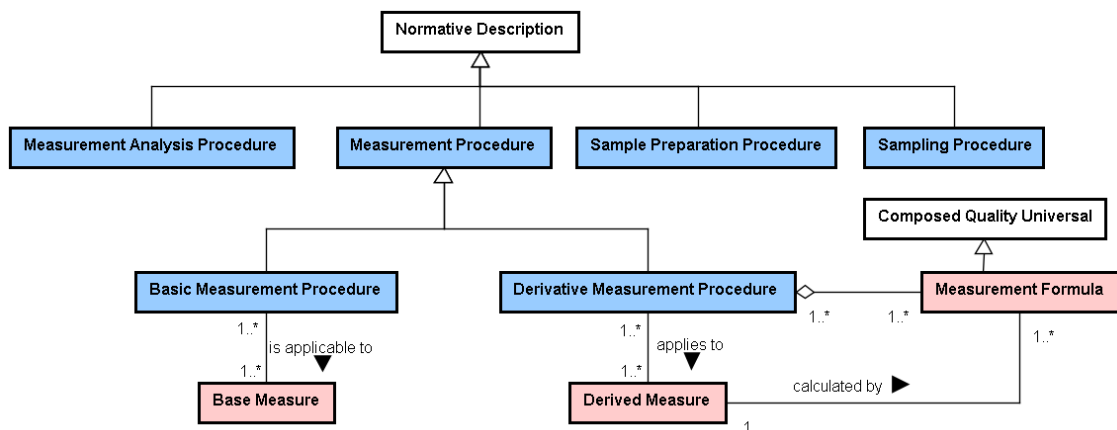 Normative Description
Measurement Analysis Procedure
Measurement Procedure
Sample Preparation Procedure
Sampling Procedure
Composed Quality Universal
Basic Measurement Procedure
Derivative Measurement Procedure
Measurement Formula
1..*
1..*
1..*
1..*
1..*
is applicable to
applies to
1..*
1..*
calculated by
Base Measure
Derived Measure
1